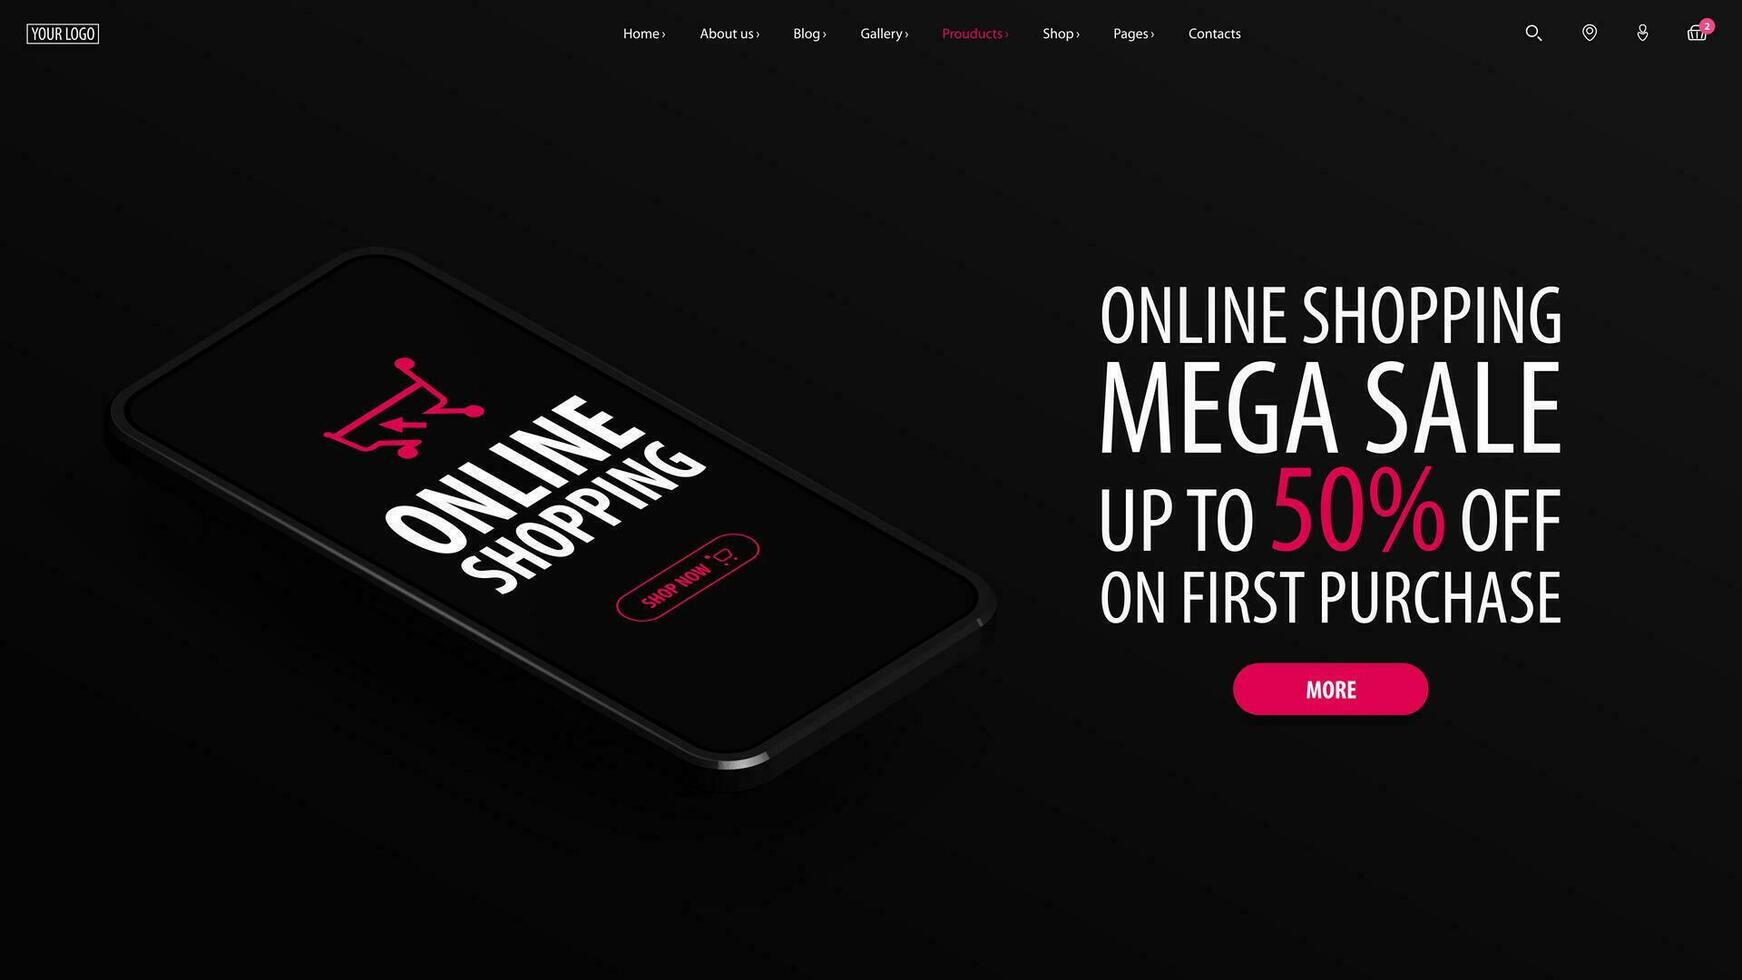 YOUR LOGO
Home › About us › Blog › Gallery › Prouducts › Shop › Pages › Contacts
2
ONLINE
SHOPPING
SHOP NOW
ONLINE SHOPPING
MEGA SALE
UP TO 50% OFF
ON FIRST PURCHASE
MORE